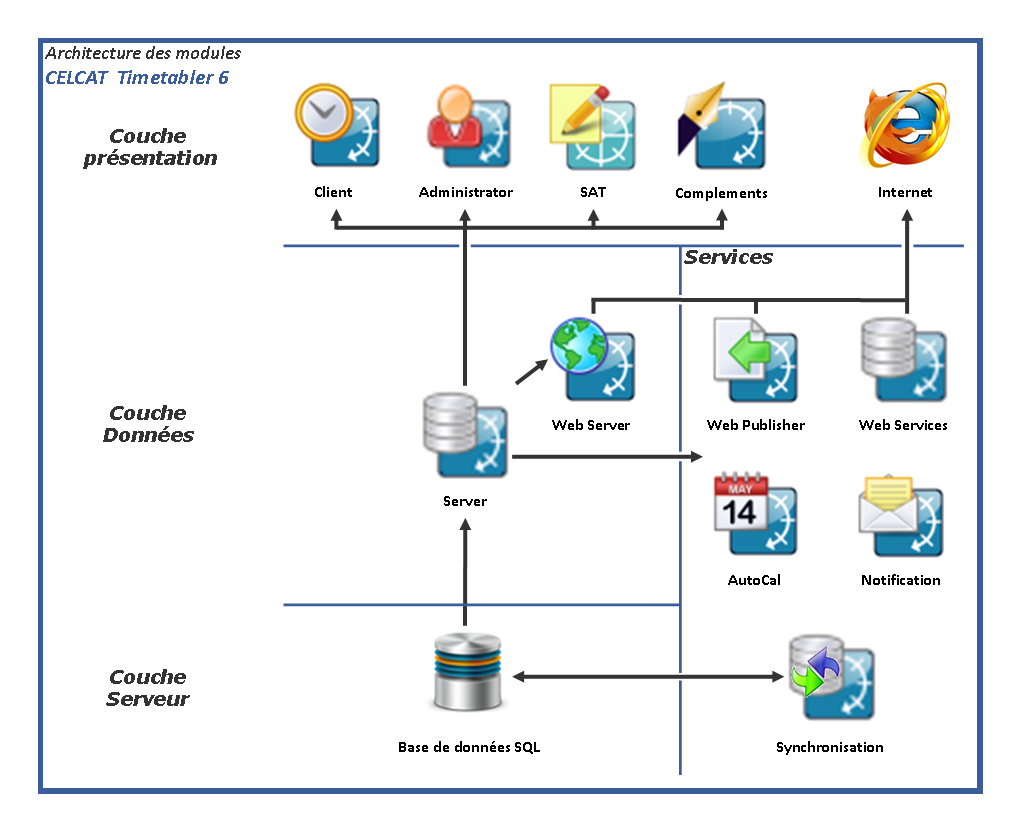 Architecture des modules
CELCAT Timetabler 6
Couche
présentation
Client
Administrator
SAT
Complements
Internet
Services
Couche
Données
Web Server
Web Publisher
Web Services
Server
MAY
14
AutoCal
Notification
Couche
Serveur
Base de données SQL
Synchronisation